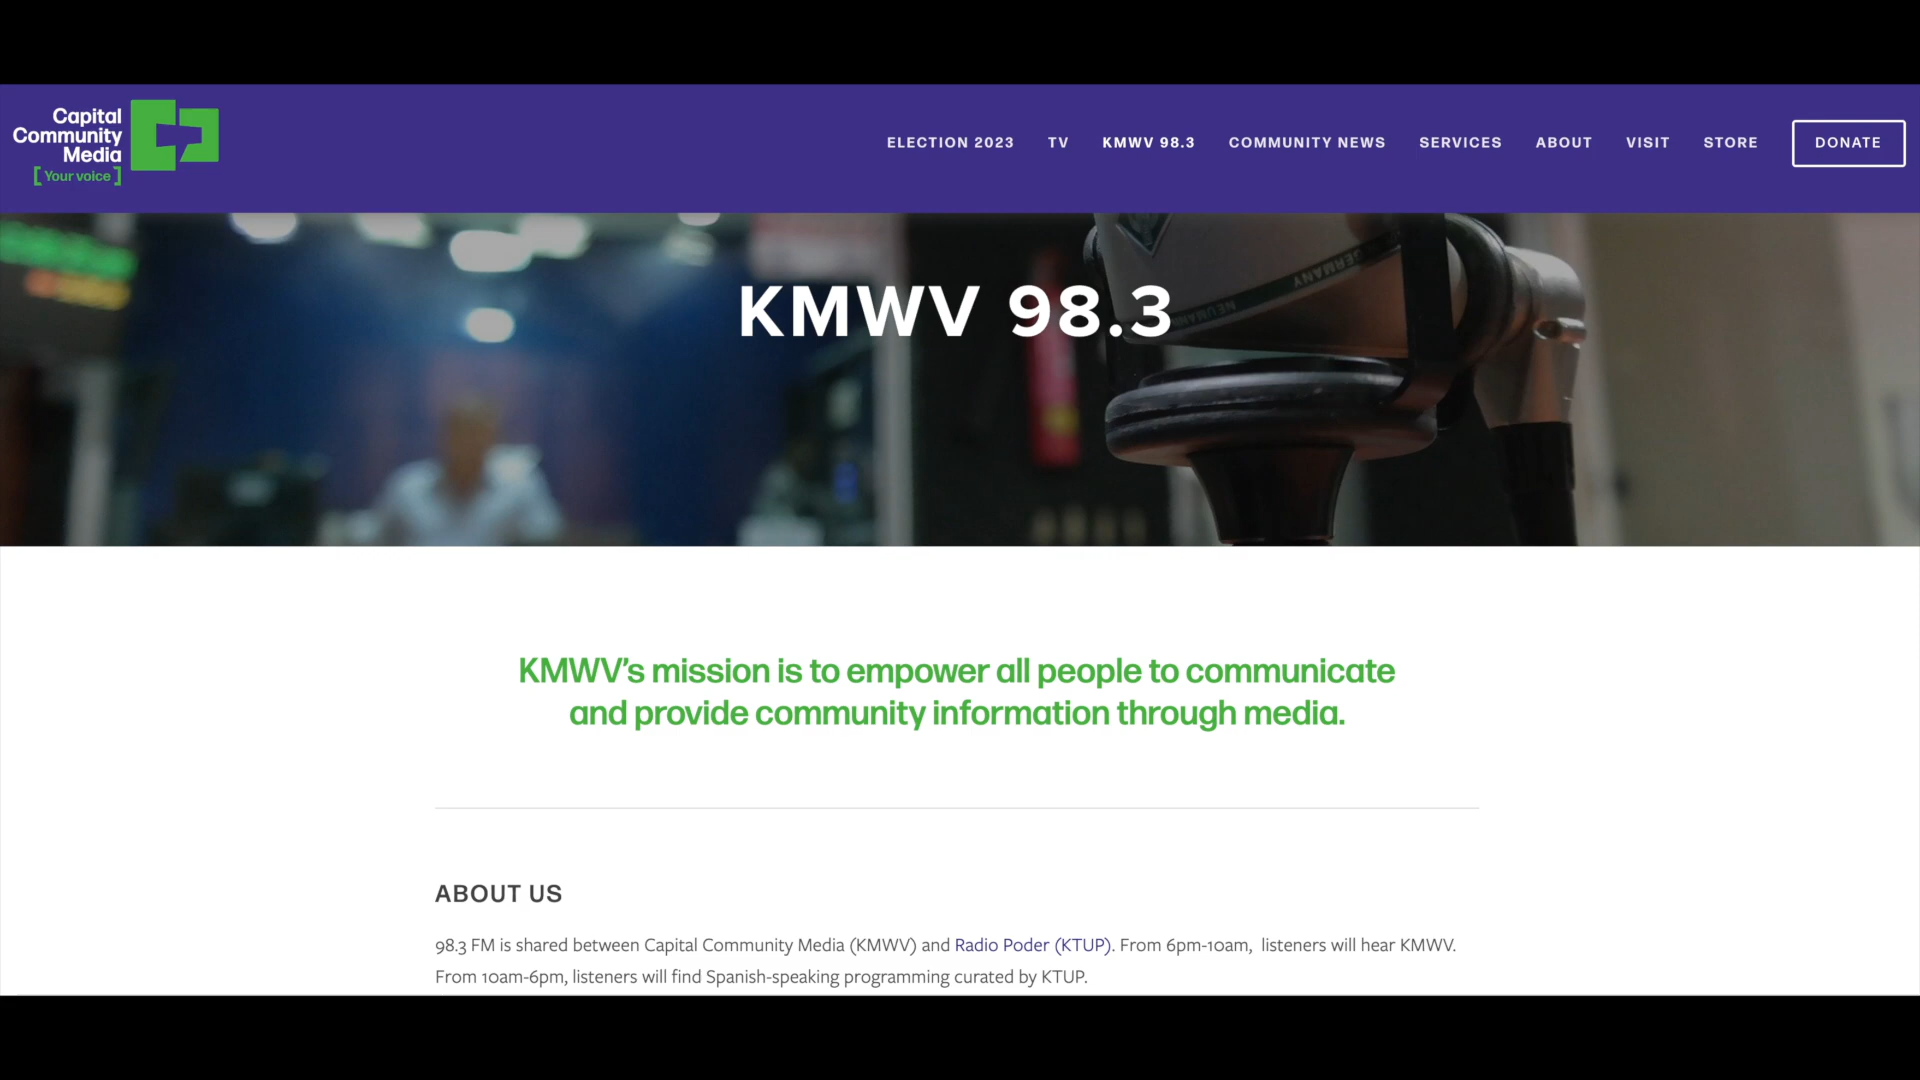 Capital
Community
Media
[ Your voice ]
ELECTION 2023 TV KMWV 98.3 COMMUNITY NEWS SERVICES ABOUT VISIT STORE DONATE
GERMANY
NEUMANN
KMWV 98.3
KMWV’s mission is to empower all people to communicate
and provide community information through media.
ABOUT US
98.3 FM is shared between Capital Community Media (KMWV) and Radio Poder (KTUP). From 6pm-10am, listeners will hear KMWV.
From 10am-6pm, listeners will find Spanish-speaking programming curated by KTUP.